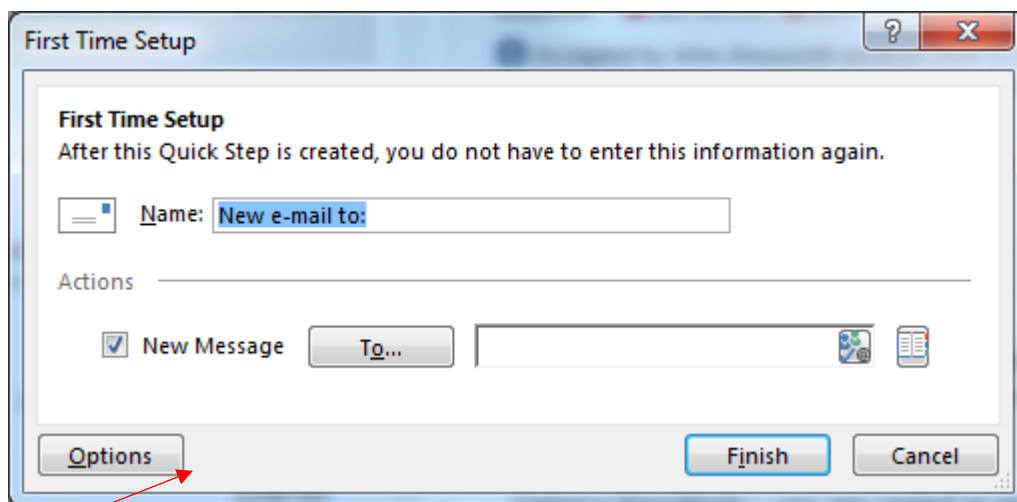 First Time Setup
First Time Setup
After this Quick Step is created, you do not have to enter this information again.
Name: New e-mail to:
Actions
New Message To...
Options Finish Cancel